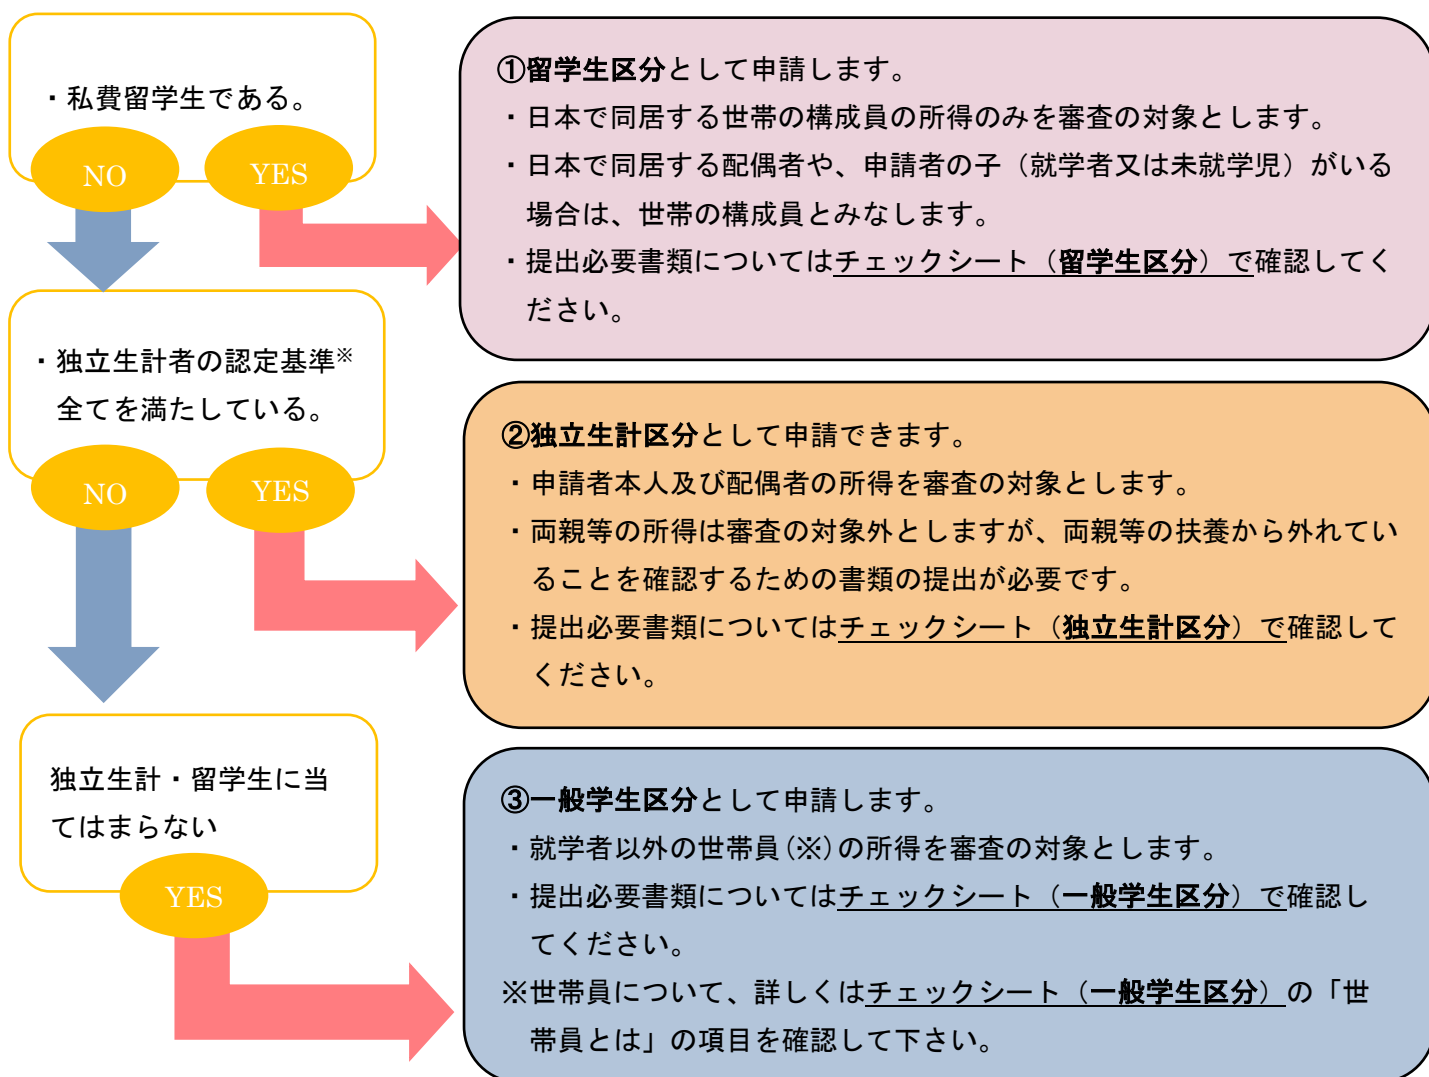 ・私費留学生である。
NO
YES
①留学生区分として申請します。
・日本で同居する世帯の構成員の所得のみを審査の対象とします。
・日本で同居する配偶者や、申請者の子（就学者又は未就学児）がいる
場合は、世帯の構成員とみなします。
・提出必要書類についてはチェックシート（留学生区分）で確認してく
ださい。
・独立生計者の認定基準※
全てを満たしている。
NO
YES
②独立生計区分として申請できます。
・申請者本人及び配偶者の所得を審査の対象とします。
・両親等の所得は審査の対象外としますが、両親等の扶養から外れてい
ることを確認するための書類の提出が必要です。
・提出必要書類についてはチェックシート（独立生計区分）で確認して
ください。
独立生計・留学生に当
てはまらない
YES
③一般学生区分として申請します。
・就学者以外の世帯員(※)の所得を審査の対象とします。
・提出必要書類についてはチェックシート（一般学生区分）で確認し
てください。
※世帯員について、詳しくはチェックシート（一般学生区分）の「世
帯員とは」の項目を確認して下さい。